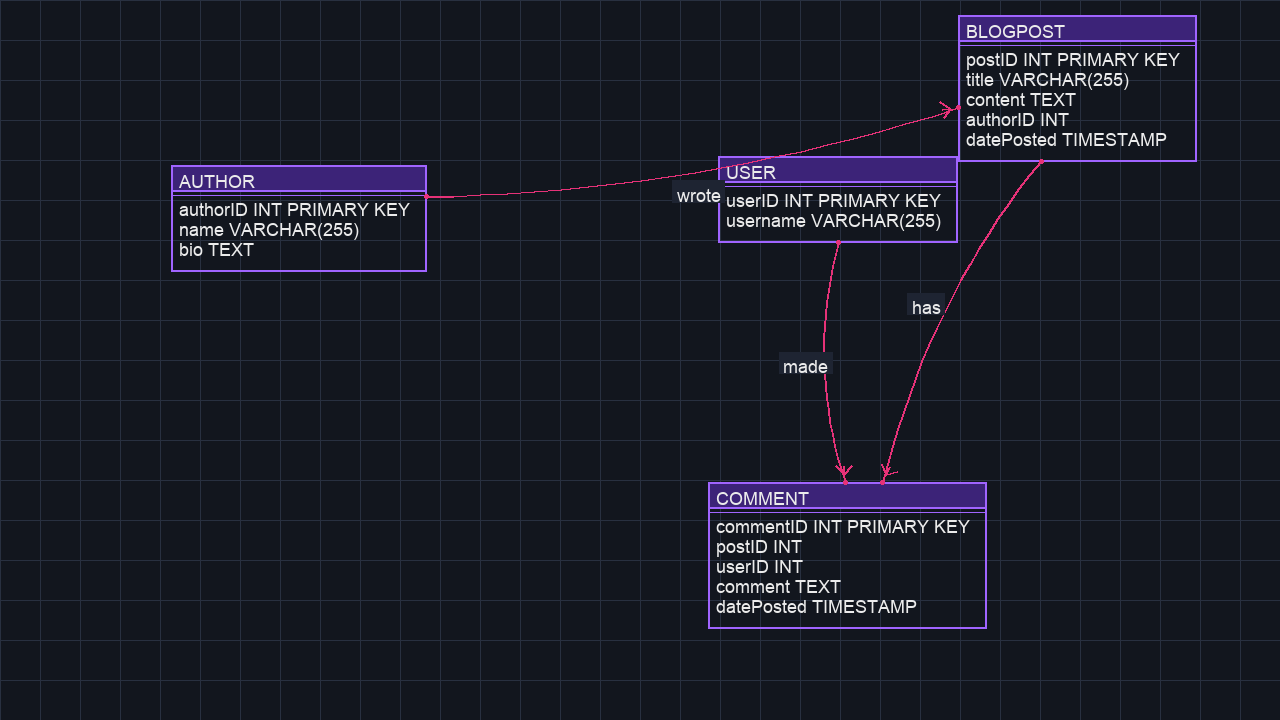 BLOGPOST
postID INT PRIMARY KEY
title VARCHAR(255)
content TEXT
authorID INT
datePosted TIMESTAMP
AUTHOR
authorID INT PRIMARY KEY
name VARCHAR(255)
bio TEXT
wrote
USER
userID INT PRIMARY KEY
username VARCHAR(255)
has
made
COMMENT
commentID INT PRIMARY KEY
postID INT
userID INT
comment TEXT
datePosted TIMESTAMP